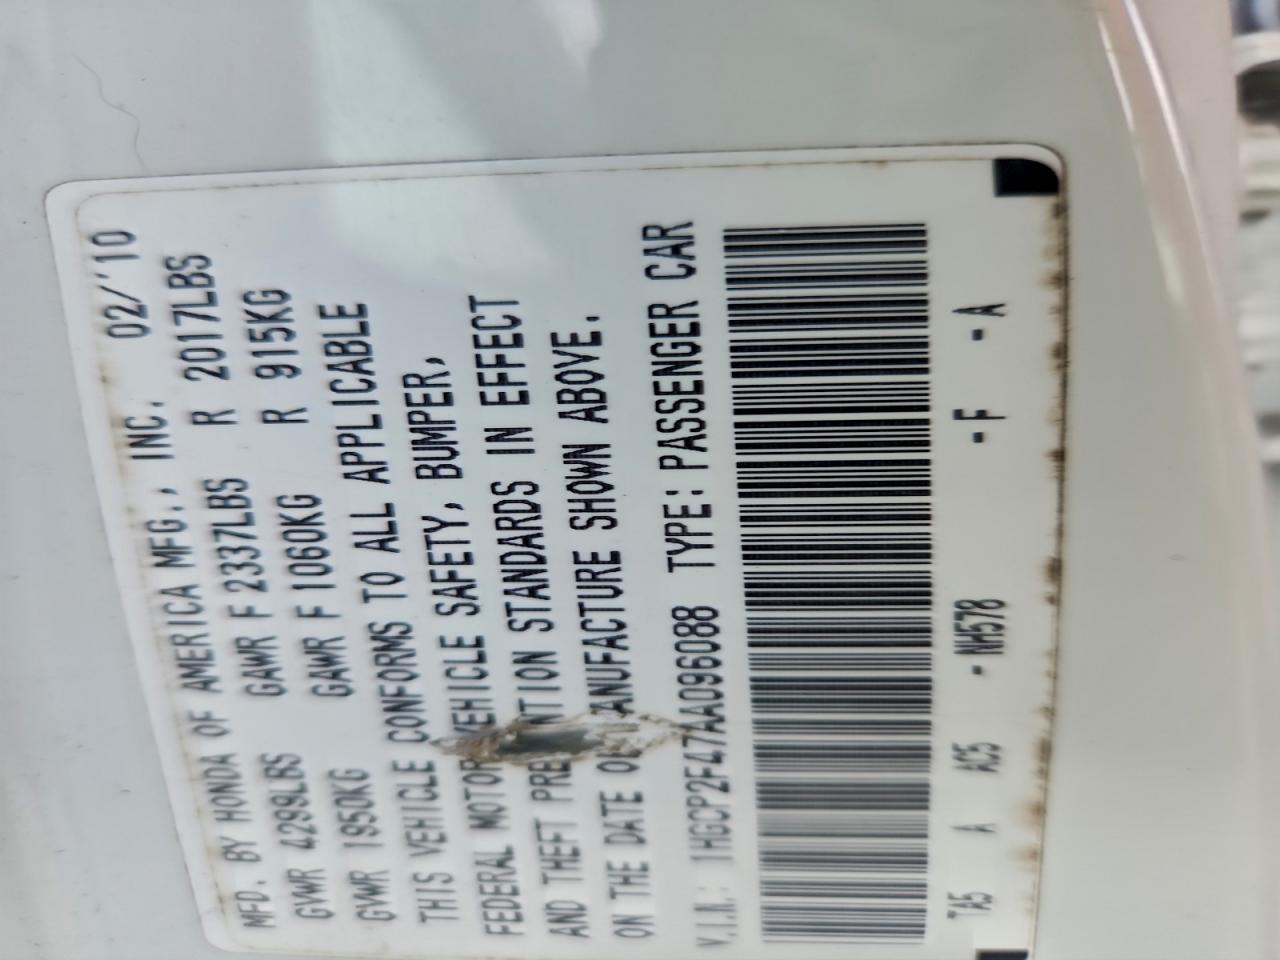 MFD. BY HONDA OF AMERICA MFG., INC. 02/'10
GVWR 4299LBS GAWR F 2337LBS R 2017LBS
GVWR 1950KG GAWR F 1060KG R 915KG
THIS VEHICLE CONFORMS TO ALL APPLICABLE
FEDERAL MOTOR VEHICLE SAFETY, BUMPER,
AND THEFT PRE NTION STANDARDS IN EFFECT
ON THE DATE O ANUFACTURE SHOWN ABOVE.
V.I.N.: 1HGCP2F47AA096088 TYPE: PASSENGER CAR
TA5 A AC5 - NH578 - F - A